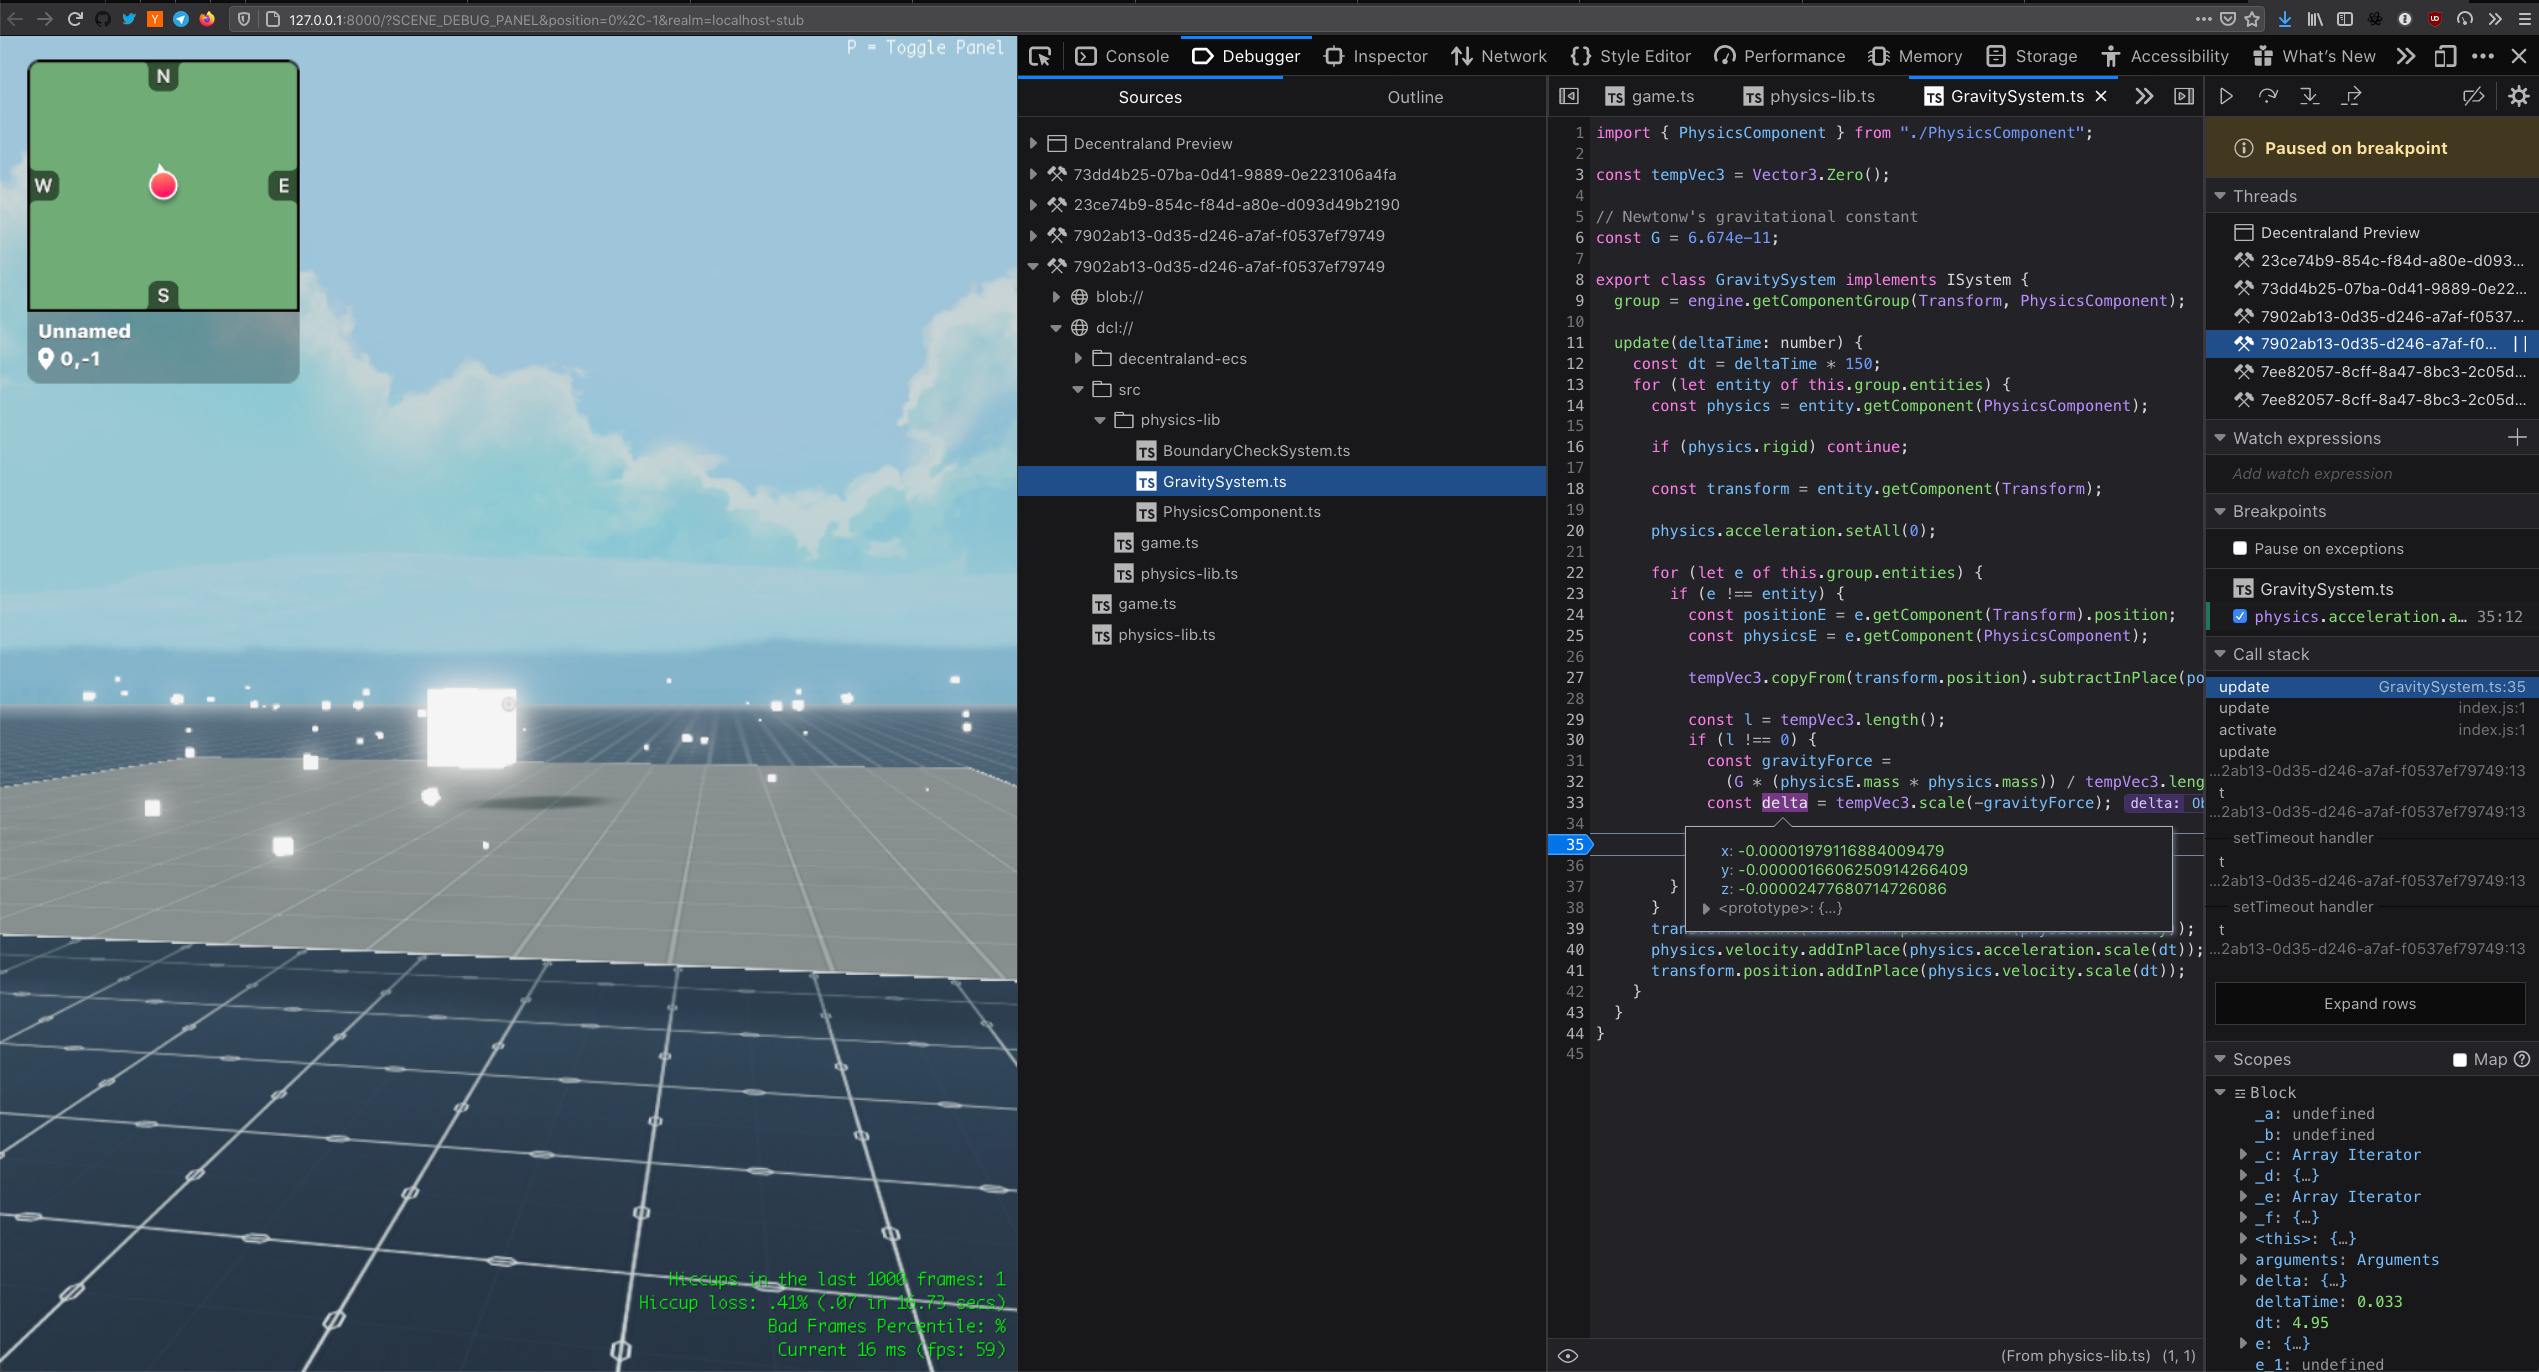 127.0.0.1:8000/?SCENE_DEBUG_PANEL&position=0%2C-1&realm=localhost-stub
P = Toggle Panel
N
W
E
S
Unnamed
0,-1
Hiccups in the last 1000 frames: 1
Hiccup loss: .41% (.07 in 16.73 secs)
Bad Frames Percentile: %
Current 16 ms (fps: 59)
Console
Debugger
Inspector
Network
Style Editor
Performance
Memory
Storage
Accessibility
What's New
Sources
Outline
Decentraland Preview
73dd4b25-07ba-0d41-9889-0e223106a4fa
23ce74b9-854c-f84d-a80e-d093d49b2190
7902ab13-0d35-d246-a7af-f0537ef79749
7902ab13-0d35-d246-a7af-f0537ef79749
blob://
dcl://
decentraland-ecs
src
physics-lib
TS BoundaryCheckSystem.ts
TS GravitySystem.ts
TS PhysicsComponent.ts
TS game.ts
TS physics-lib.ts
TS game.ts
TS physics-lib.ts
TS game.ts
TS physics-lib.ts
TS GravitySystem.ts
1 import { PhysicsComponent } from "./PhysicsComponent";
2
3 const tempVec3 = Vector3.Zero();
4
5 // Newtonw's gravitational constant
6 const G = 6.674e-11;
7
8 export class GravitySystem implements ISystem {
9 group = engine.getComponentGroup(Transform, PhysicsComponent);
10
11 update(deltaTime: number) {
12 const dt = deltaTime * 150;
13 for (let entity of this.group.entities) {
14 const physics = entity.getComponent(PhysicsComponent);
15
16 if (physics.rigid) continue;
17
18 const transform = entity.getComponent(Transform);
19
20 physics.acceleration.setAll(0);
21
22 for (let e of this.group.entities) {
23 if (e !== entity) {
24 const positionE = e.getComponent(Transform).position;
25 const physicsE = e.getComponent(PhysicsComponent);
26
27 tempVec3.copyFrom(transform.position).subtractInPlace(po
28
29 const l = tempVec3.length();
30 if (l !== 0) {
31 const gravityForce =
32 (G * (physicsE.mass * physics.mass)) / tempVec3.leng
33 const delta = tempVec3.scale(-gravityForce); delta: Ob
34
35
x: -0.00001979116884009479
y: -0.0000016606250914266409
z: -0.00002477680714726086
<prototype>: {…}
36
37 }
38 }
39
40 physics.velocity.addInPlace(physics.acceleration.scale(dt));
41 transform.position.addInPlace(physics.velocity.scale(dt));
42 }
43 }
44 }
45
(From physics-lib.ts) (1, 1)
Paused on breakpoint
Threads
Decentraland Preview
23ce74b9-854c-f84d-a80e-d093…
73dd4b25-07ba-0d41-9889-0e22…
7902ab13-0d35-d246-a7af-f0537…
7902ab13-0d35-d246-a7af-f0…
7ee82057-8cff-8a47-8bc3-2c05d…
7ee82057-8cff-8a47-8bc3-2c05d…
Watch expressions
Add watch expression
Breakpoints
Pause on exceptions
TS GravitySystem.ts
physics.acceleration.a… 35:12
Call stack
update GravitySystem.ts:35
update index.js:1
activate index.js:1
update
…2ab13-0d35-d246-a7af-f0537ef79749:13
t
…2ab13-0d35-d246-a7af-f0537ef79749:13
setTimeout handler
t
…2ab13-0d35-d246-a7af-f0537ef79749:13
setTimeout handler
t
…2ab13-0d35-d246-a7af-f0537ef79749:13
Expand rows
Scopes
Map
Block
_a: undefined
_b: undefined
_c: Array Iterator
_d: {…}
_e: Array Iterator
_f: {…}
<this>: {…}
arguments: Arguments
delta: {…}
deltaTime: 0.033
dt: 4.95
e: {…}
e_1: undefined